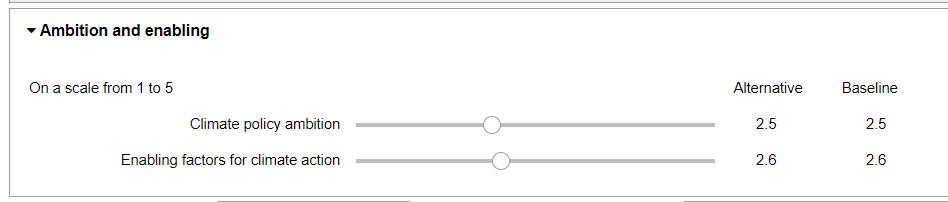 Ambition and enabling
On a scale from 1 to 5 Alternative Baseline
Climate policy ambition 2.5 2.5
Enabling factors for climate action 2.6 2.6